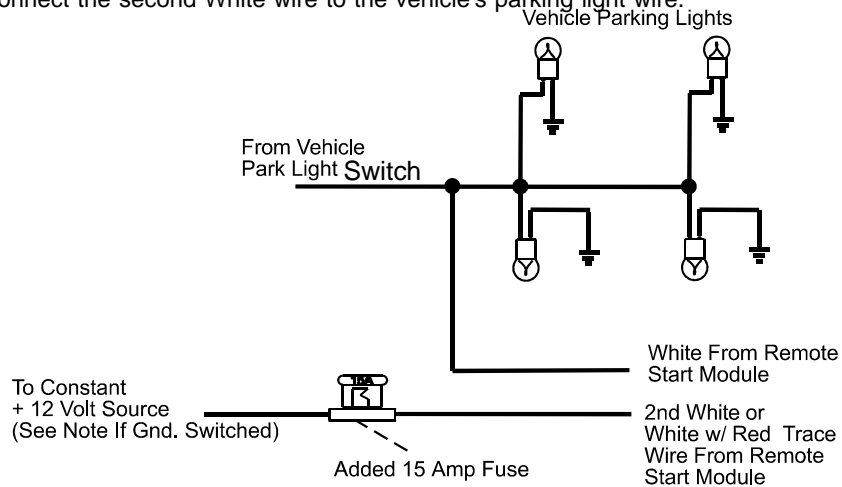 onnect the second White wire to the vehicle's parking light wire.
Vehicle Parking Lights
From Vehicle
Park Light Switch
White From Remote
Start Module
15A
To Constant
+ 12 Volt Source
(See Note If Gnd. Switched)
2nd White or
White w/ Red Trace
Wire From Remote
Start Module
Added 15 Amp Fuse